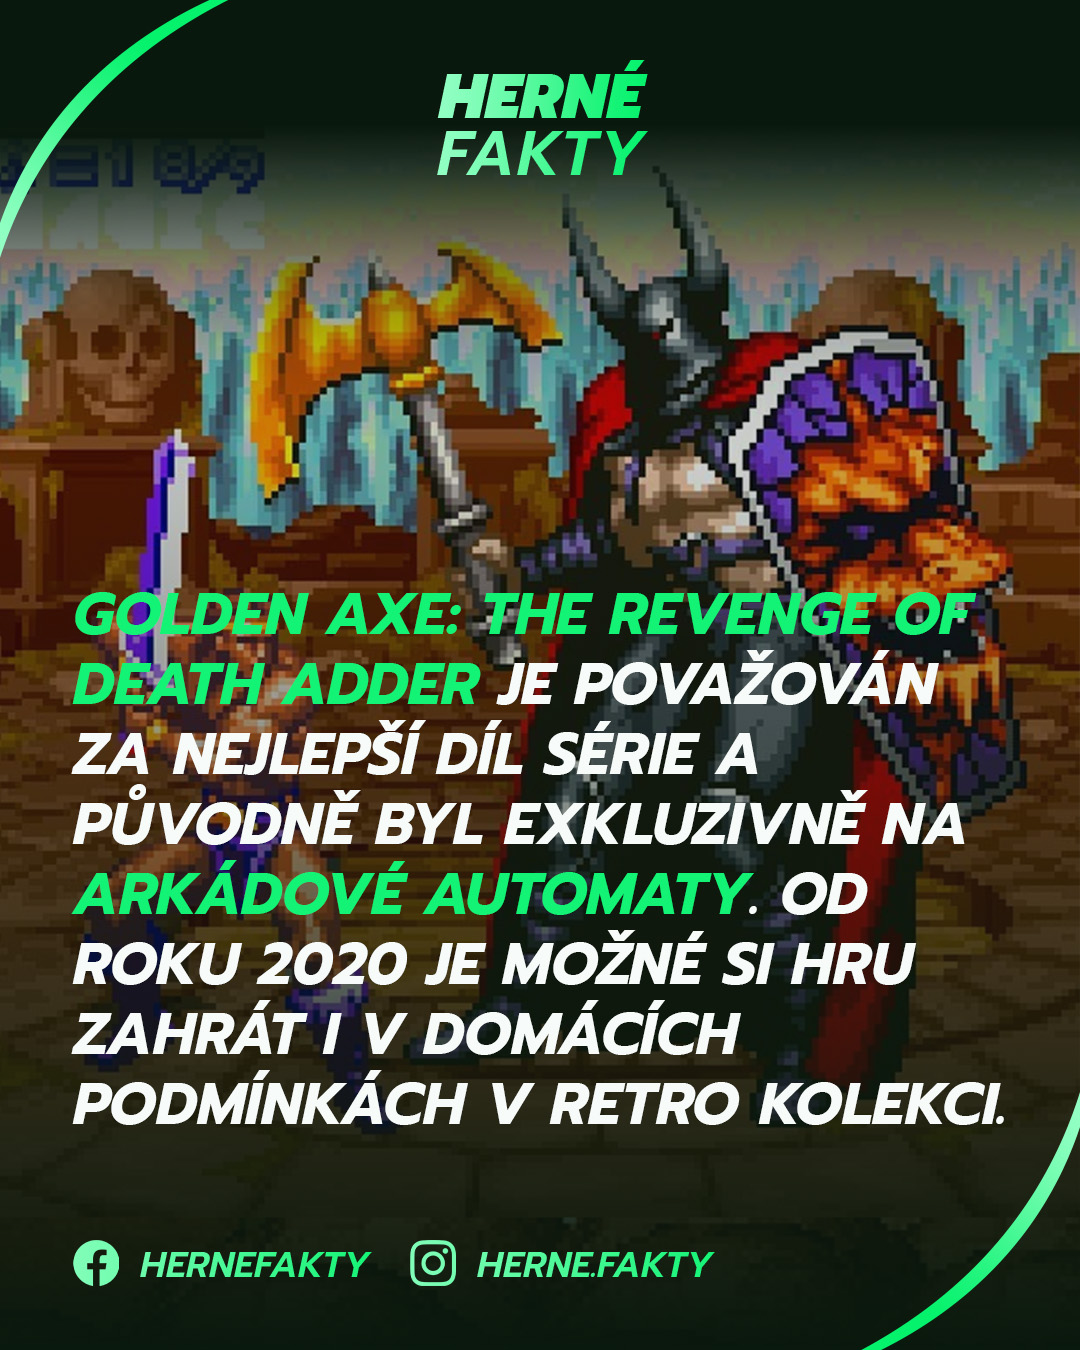 HERNÉ
FAKTY
GOLDEN AXE: THE REVENGE OF
DEATH ADDER JE POVAŽOVÁN
ZA NEJLEPŠÍ DÍL SÉRIE A
PŮVODNĚ BYL EXKLUZIVNĚ NA
ARKÁDOVÉ AUTOMATY. OD
ROKU 2020 JE MOŽNÉ SI HRU
ZAHRÁT I V DOMÁCÍCH
PODMÍNKÁCH V RETRO KOLEKCI.
HERNEFAKTY HERNE.FAKTY